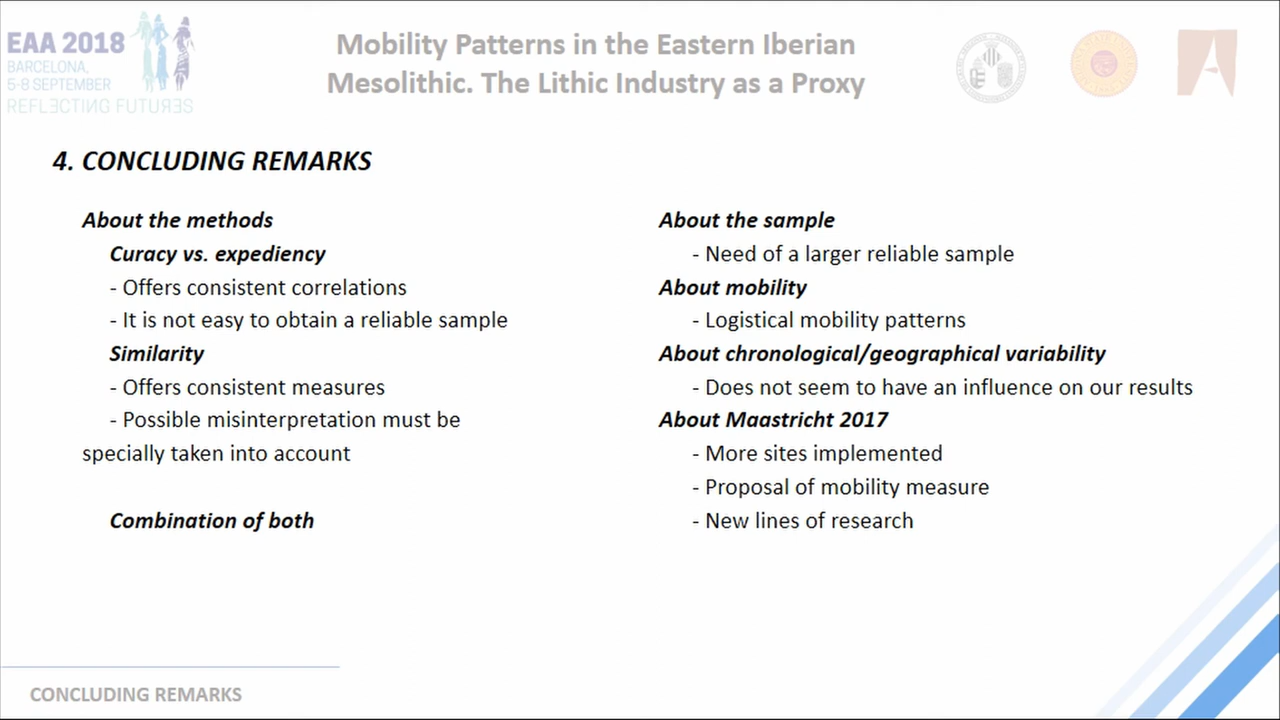 EAA 2018
BARCELONA,
5-8 SEPTEMBER
REFLECTING FUTURES
Mobility Patterns in the Eastern Iberian
Mesolithic. The Lithic Industry as a Proxy
4. CONCLUDING REMARKS
About the methods
Curacy vs. expediency
- Offers consistent correlations
- It is not easy to obtain a reliable sample
Similarity
- Offers consistent measures
- Possible misinterpretation must be
specially taken into account
Combination of both
About the sample
- Need of a larger reliable sample
About mobility
- Logistical mobility patterns
About chronological/geographical variability
- Does not seem to have an influence on our results
About Maastricht 2017
- More sites implemented
- Proposal of mobility measure
- New lines of research
CONCLUDING REMARKS